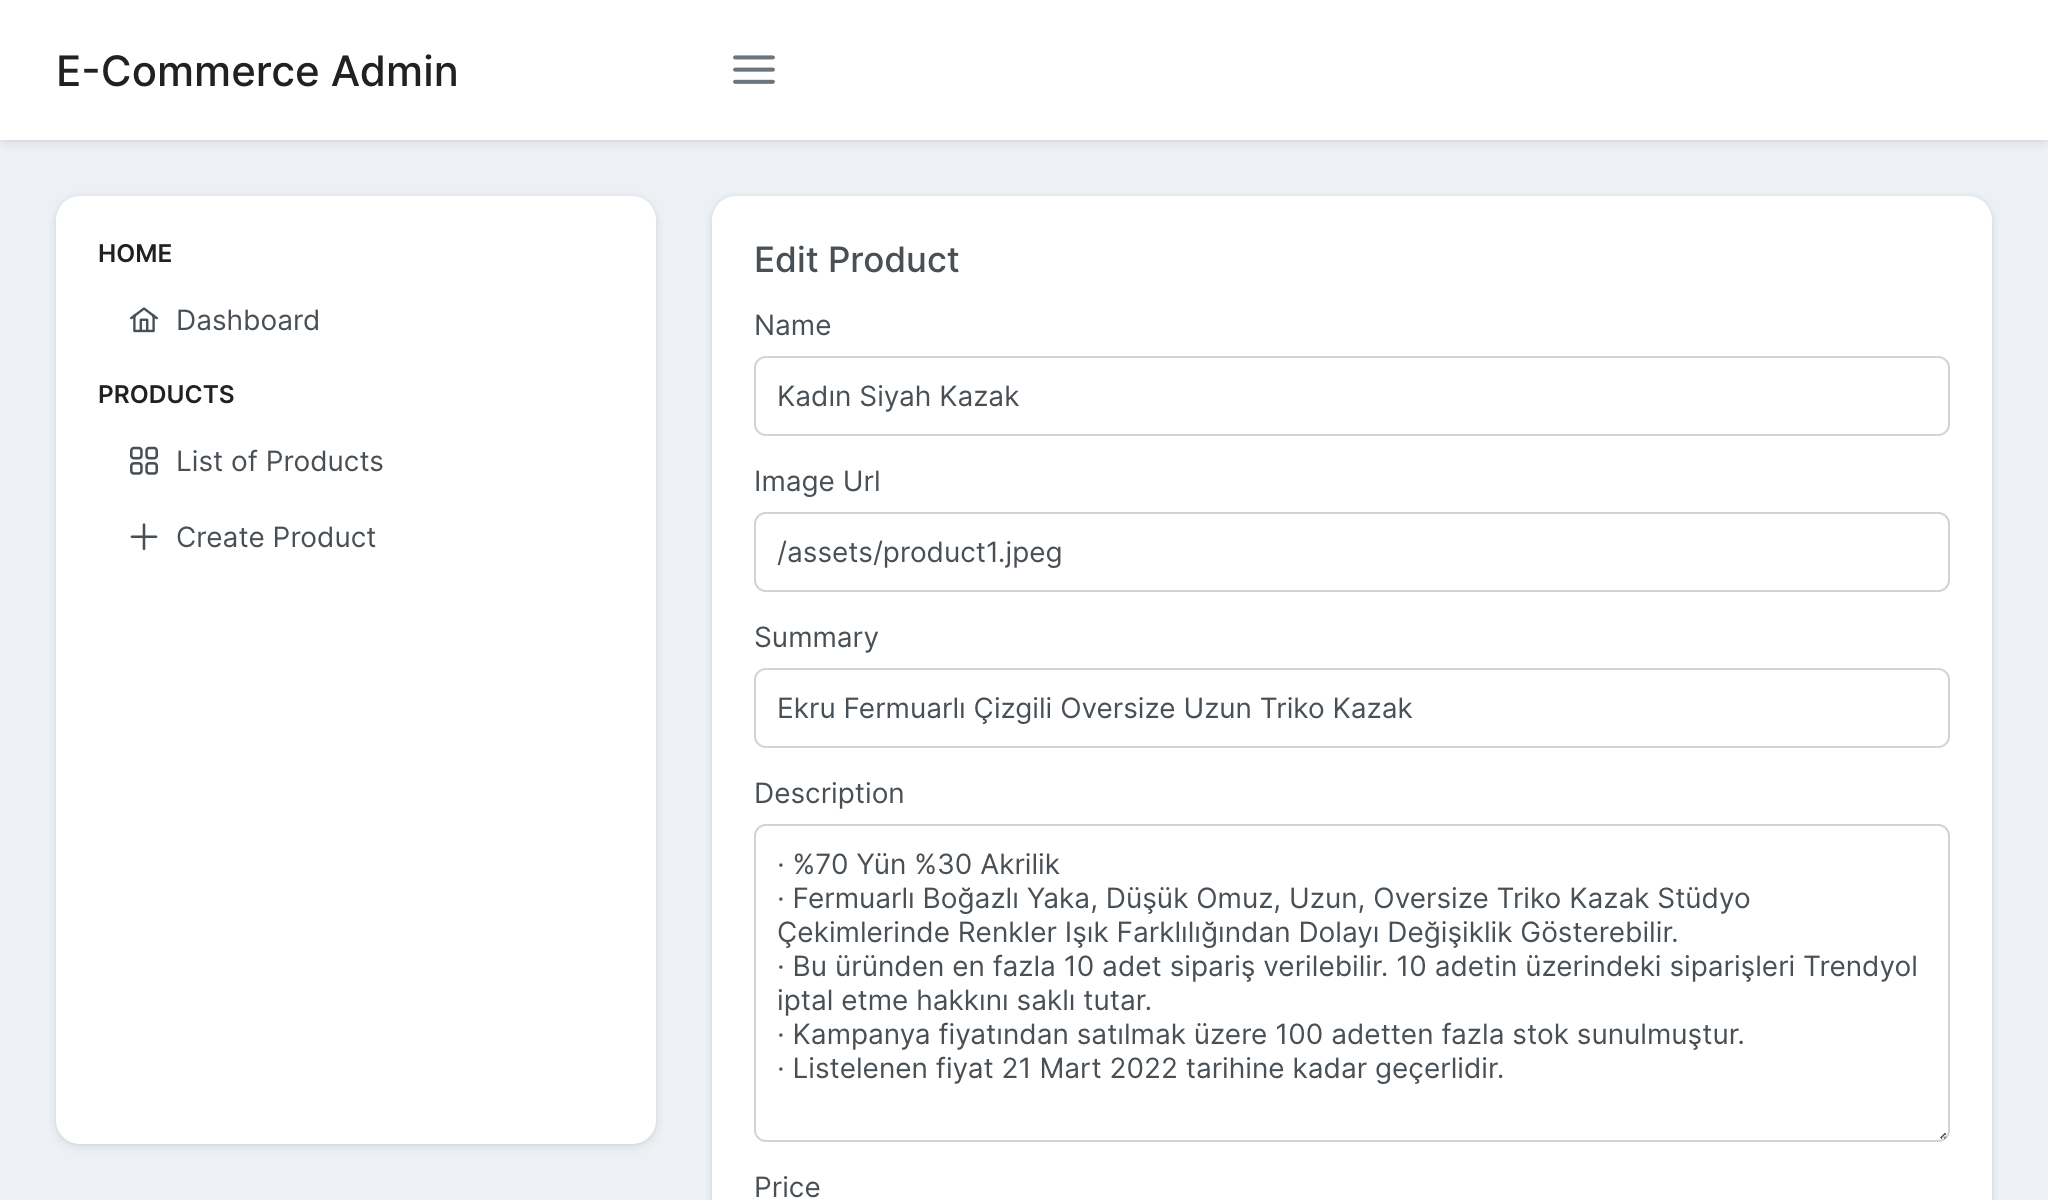 E-Commerce Admin
HOME
Dashboard
PRODUCTS
List of Products
Create Product
Edit Product
Name
Kadın Siyah Kazak
Image Url
/assets/product1.jpeg
Summary
Ekru Fermuarlı Çizgili Oversize Uzun Triko Kazak
Description
· %70 Yün %30 Akrilik
· Fermuarlı Boğazlı Yaka, Düşük Omuz, Uzun, Oversize Triko Kazak Stüdyo
Çekimlerinde Renkler Işık Farklılığından Dolayı Değişiklik Gösterebilir.
· Bu üründen en fazla 10 adet sipariş verilebilir. 10 adetin üzerindeki siparişleri Trendyol
iptal etme hakkını saklı tutar.
· Kampanya fiyatından satılmak üzere 100 adetten fazla stok sunulmuştur.
· Listelenen fiyat 21 Mart 2022 tarihine kadar geçerlidir.
Price